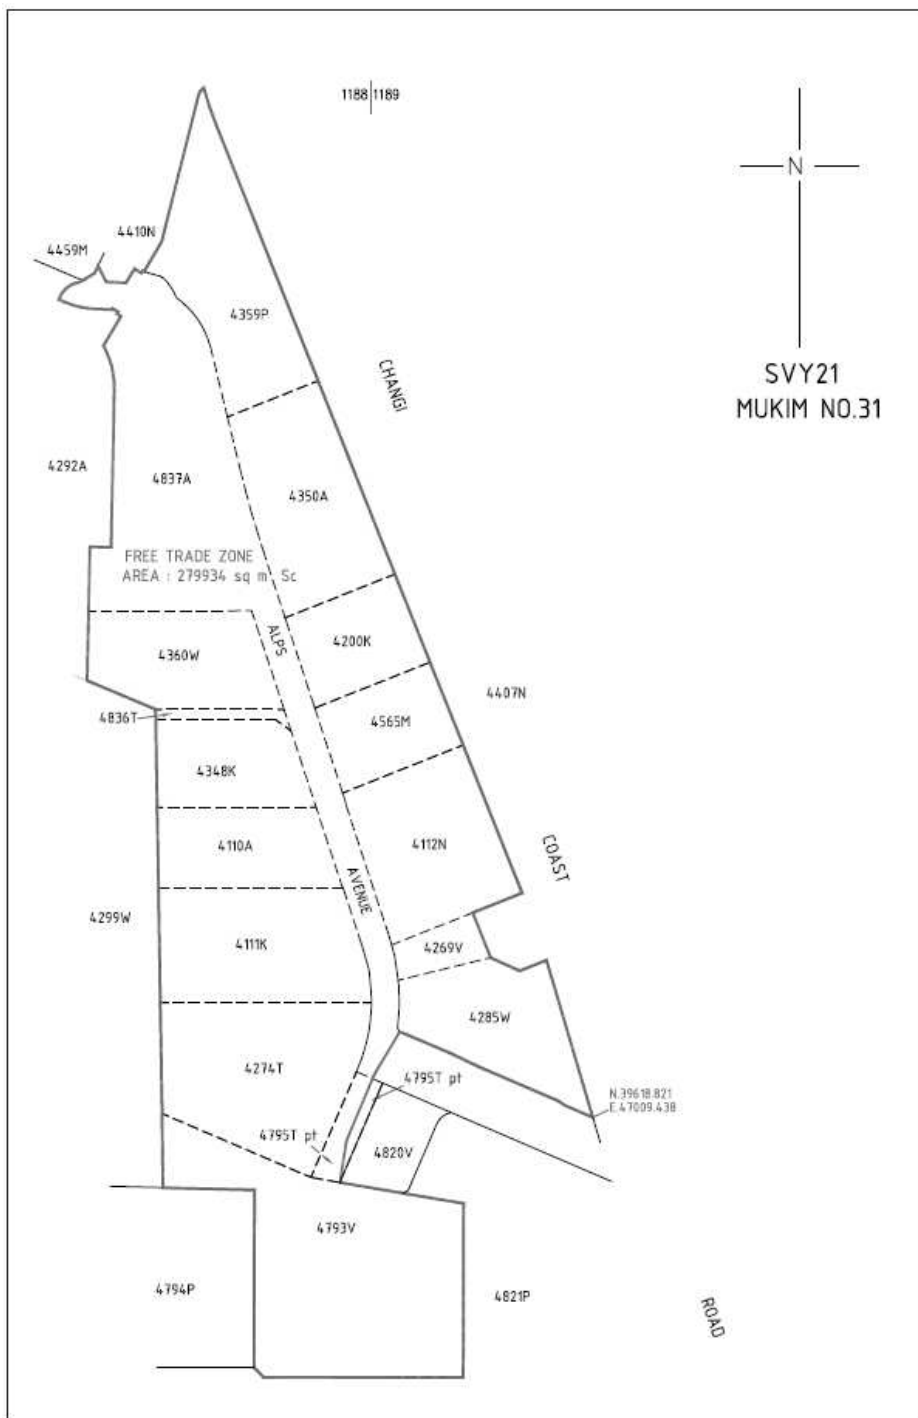 1188 1189
N
SVY21
MUKIM NO.31
4410N
4459M
4359P
CHANGI
4292A
4837A
4350A
FREE TRADE ZONE
AREA : 279934 sq m Sc
ALPS
4200K
4360W
4407N
4836T
4565M
4348K
4110A
4112N
COAST
AVENUE
4299W
4111K
4269V
4285W
4274T
4795T pt
N.39618.821
E.47009.438
4795T pt
4820V
4793V
4794P
4821P
ROAD